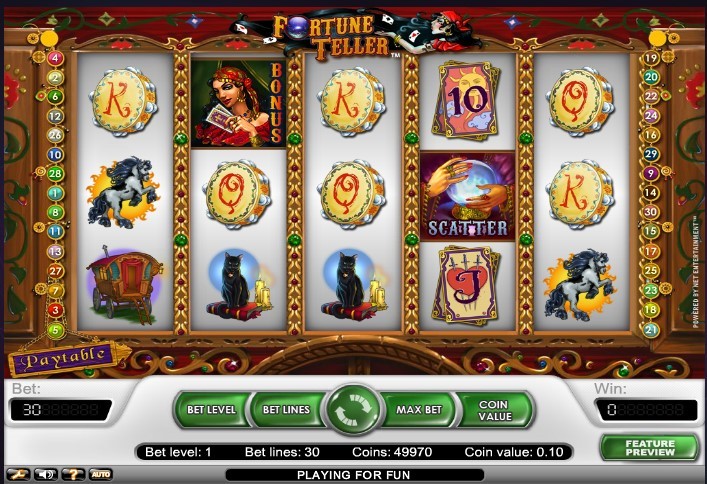 FORTUNE
TELLER™
4
2
6
12
26
10
28
1
8
11
13
27
7
3
5
K
BONUS
K
10
Q
Q
Q
SCATTER
K
J
19
20
22
24
16
29
9
14
30
15
17
25
23
18
21
POWERED BY NET ENTERTAINMENT™
Paytable
Bet:
30
BET LEVEL
BET LINES
MAX BET
COIN
VALUE
Win:
0
FEATURE
PREVIEW
Bet level: 1 Bet lines: 30 Coins: 49970 Coin value: 0.10
? AUTO
PLAYING FOR FUN